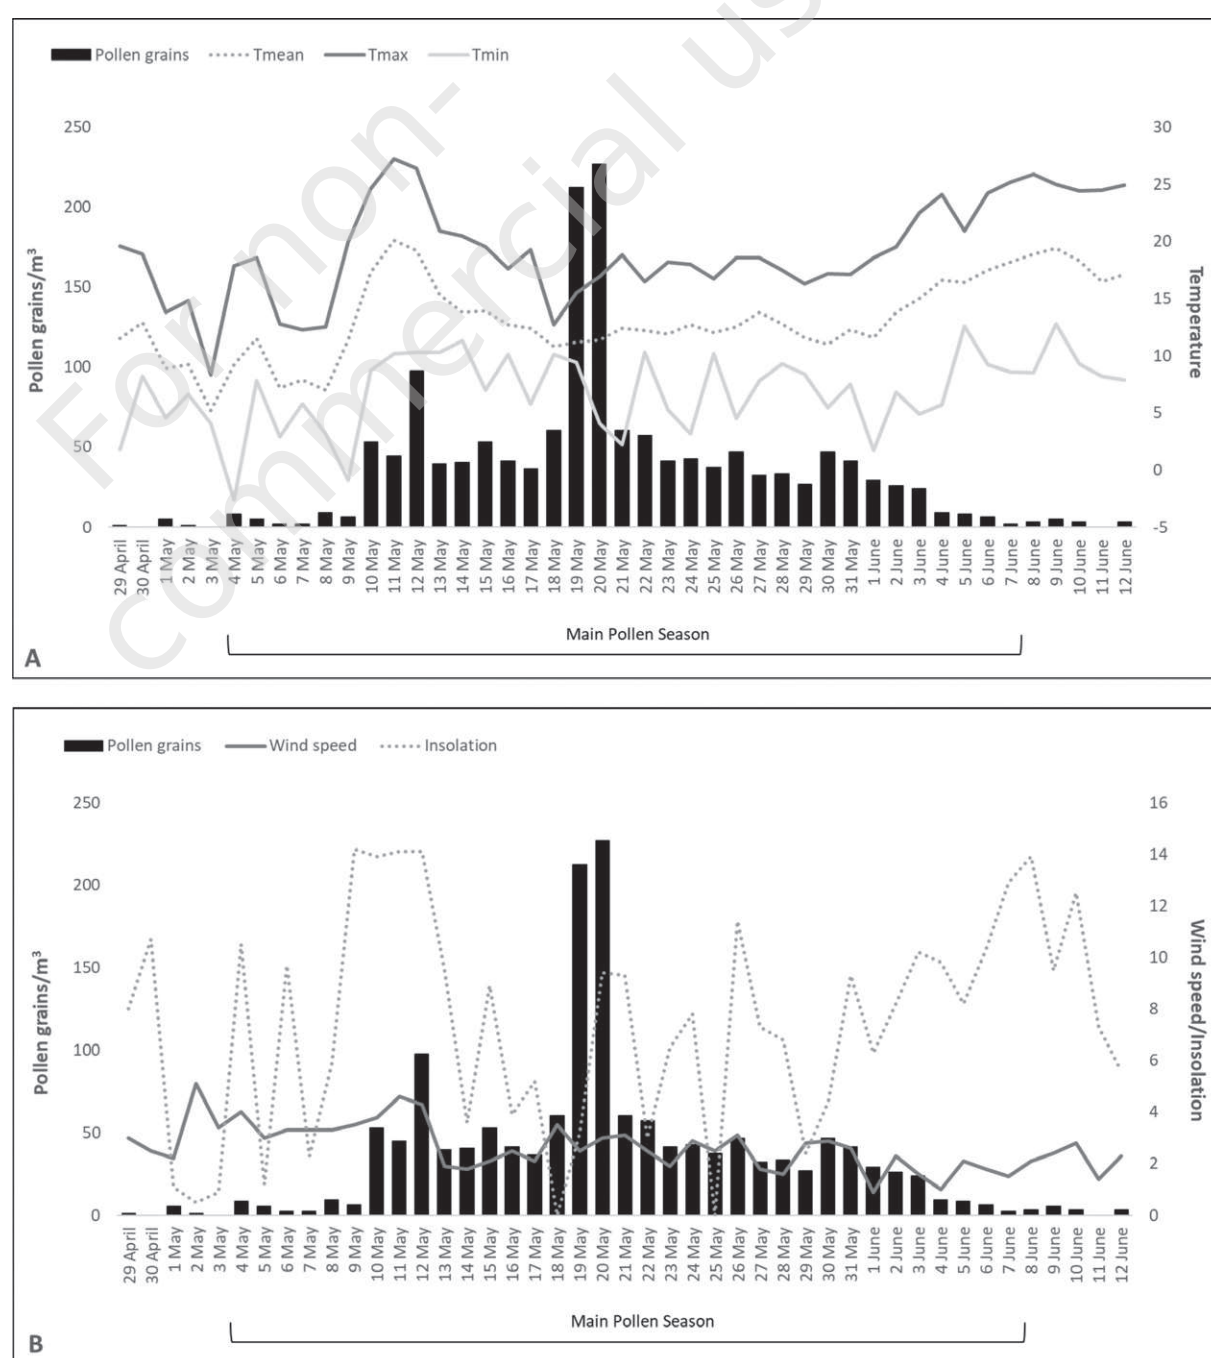 Pollen grains Tmean Tmax Tmin
250 30
25
200
20
150
15
100
10
5
50
0
0 -5
Pollen grains/m³
Temperature
29 April 30 April 1 May 2 May 3 May 4 May 5 May 6 May 7 May 8 May 9 May 10 May 11 May 12 May 13 May 14 May 15 May 16 May 17 May 18 May 19 May 20 May 21 May 22 May 23 May 24 May 25 May 26 May 27 May 28 May 29 May 30 May 31 May 1 June 2 June 3 June 4 June 5 June 6 June 7 June 8 June 9 June 10 June 11 June 12 June
Main Pollen Season
A
For non-
commercial us
Pollen grains Wind speed Insolation
250 16
14
200
12
150
10
8
100
6
4
50
2
0 0
Pollen grains/m³
Wind speed/Insolation
29 April 30 April 1 May 2 May 3 May 4 May 5 May 6 May 7 May 8 May 9 May 10 May 11 May 12 May 13 May 14 May 15 May 16 May 17 May 18 May 19 May 20 May 21 May 22 May 23 May 24 May 25 May 26 May 27 May 28 May 29 May 30 May 31 May 1 June 2 June 3 June 4 June 5 June 6 June 7 June 8 June 9 June 10 June 11 June 12 June
Main Pollen Season
B